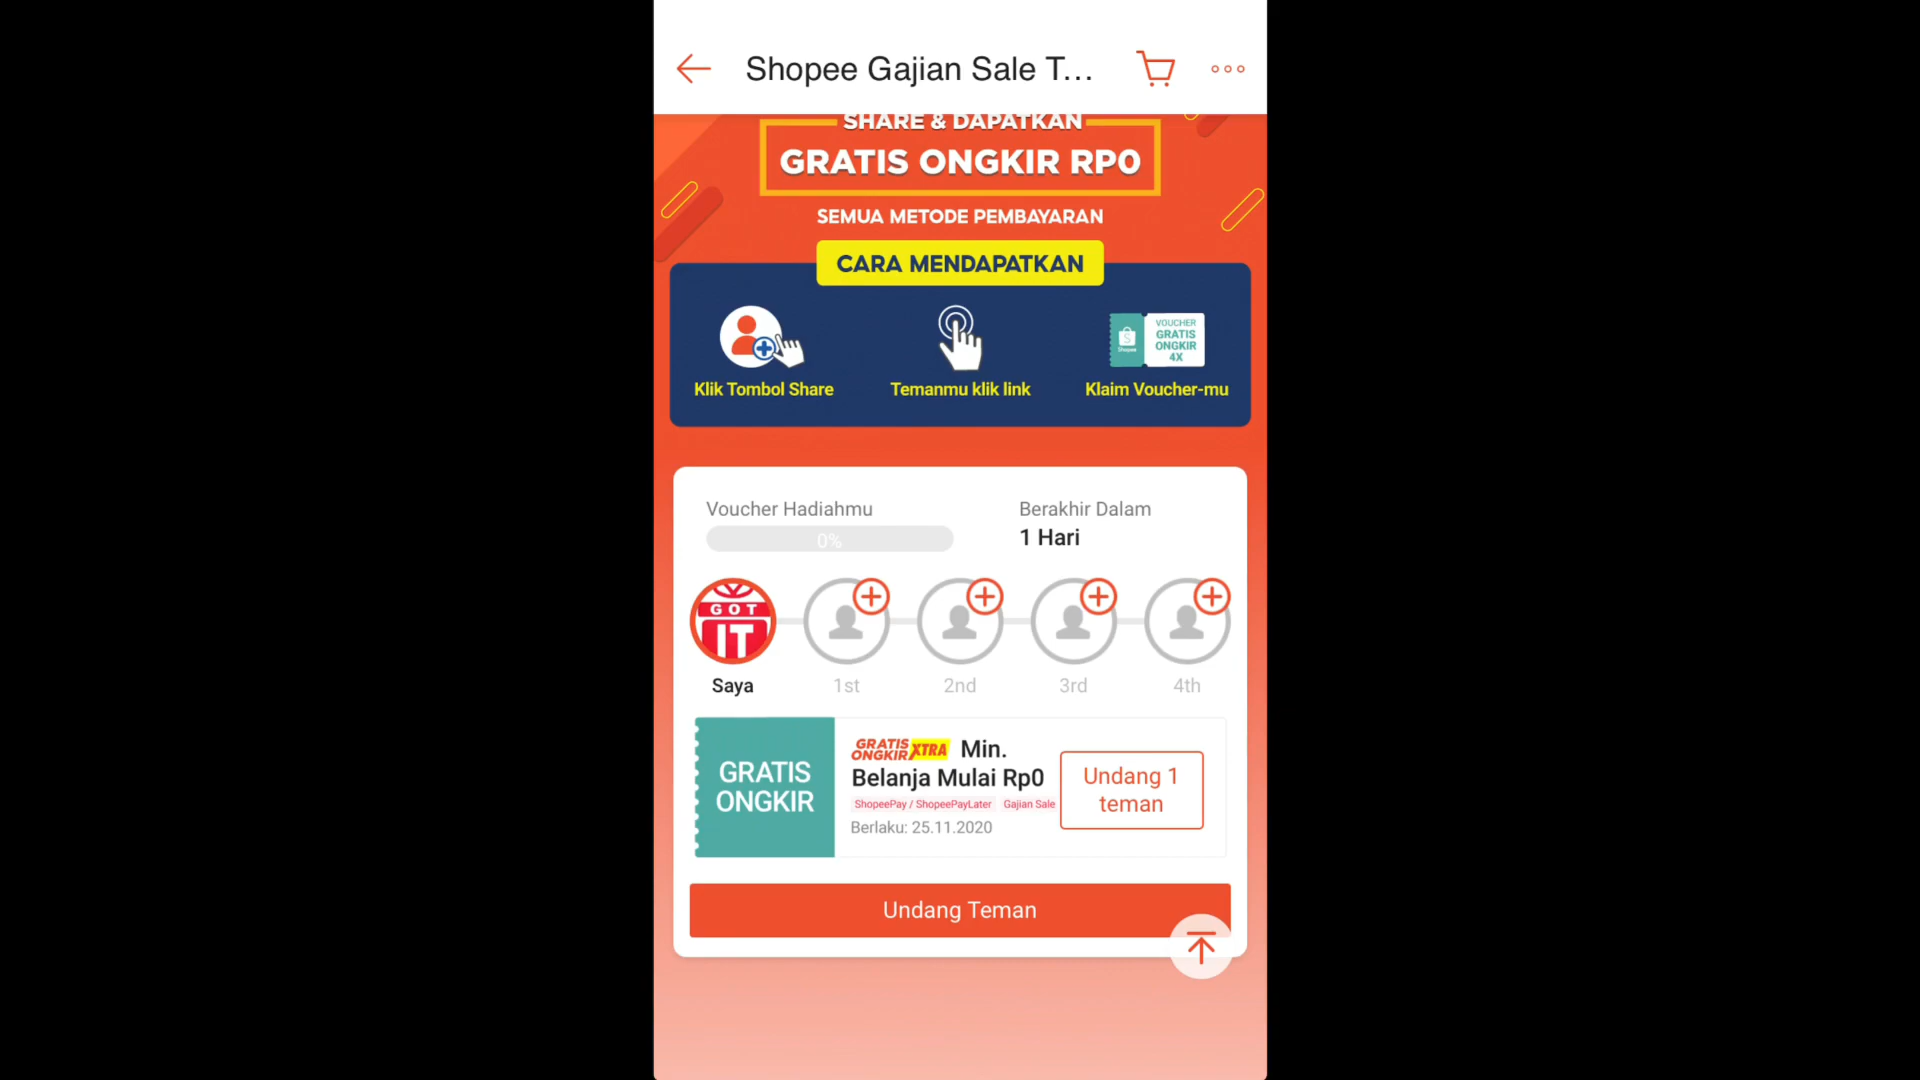 Shopee Gajian Sale T...
SHARE & DAPATKAN
GRATIS ONGKIR RP0
SEMUA METODE PEMBAYARAN
CARA MENDAPATKAN
Shopee
VOUCHER
GRATIS
ONGKIR
4X
Klik Tombol Share
Temanmu klik link
Klaim Voucher-mu
Voucher Hadiahmu
Berakhir Dalam
0%
1 Hari
GOT
IT
Saya
1st
2nd
3rd
4th
GRATIS
ONGKIR
GRATIS ONGKIR XTRA Min.
Belanja Mulai Rp0
ShopeePay / ShopeePayLater Gajian Sale
Berlaku: 25.11.2020
Undang 1
teman
Undang Teman